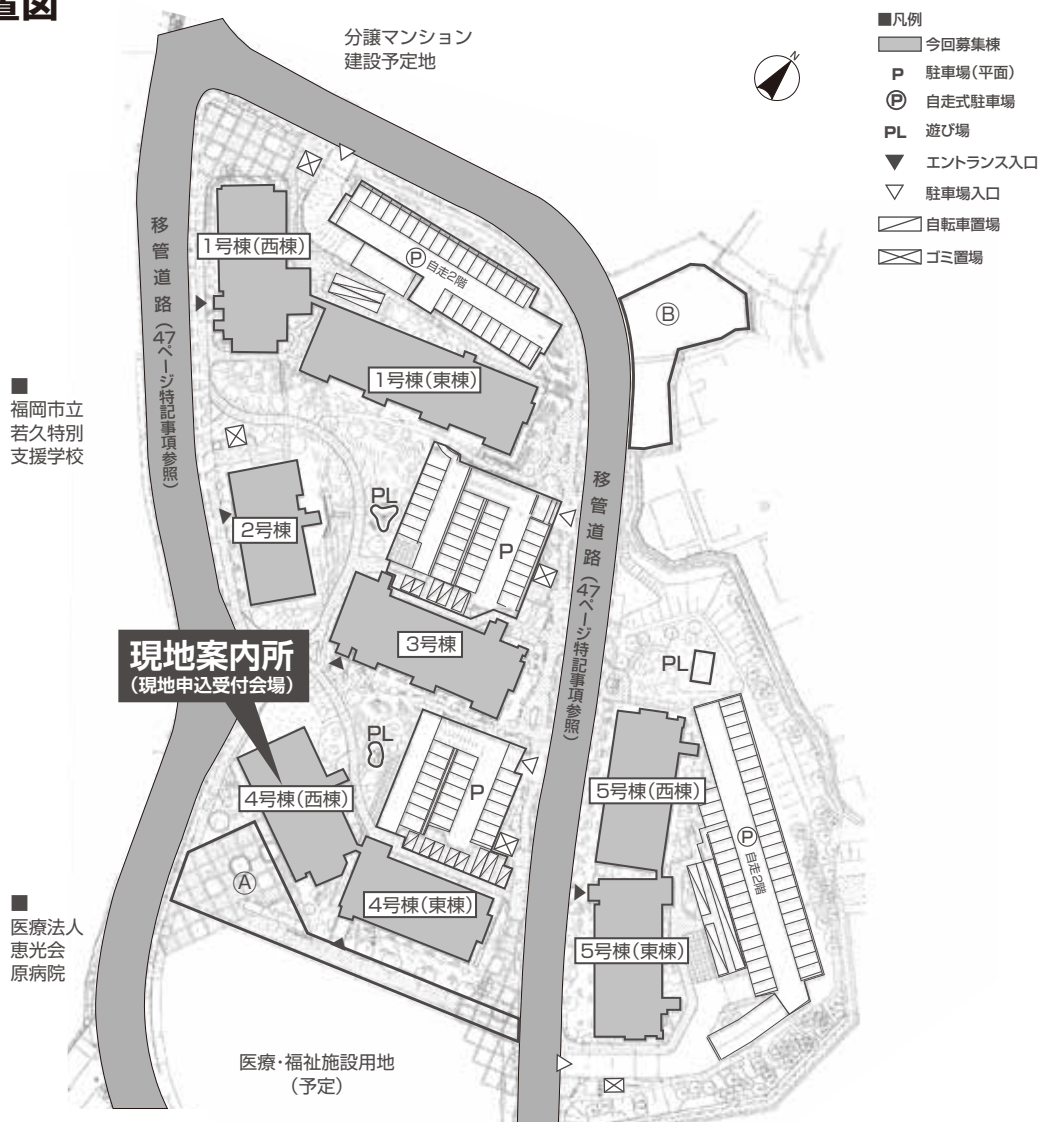 置図
分譲マンション
建設予定地
N
■凡例
今回募集棟
P 駐車場(平面)
Ⓟ 自走式駐車場
PL 遊び場
▼ エントランス入口
▽ 駐車場入口
自転車置場
ゴミ置場
移管道路(47ページ特記事項参照)
1号棟(西棟)
Ⓟ 自走2階
Ⓑ
1号棟(東棟)
■
福岡市立
若久特別
支援学校
移管道路(47ページ特記事項参照)
PL
2号棟
P
3号棟
現地案内所
(現地申込受付会場)
PL
PL
P
4号棟(西棟)
5号棟(西棟)
Ⓟ 自走2階
Ⓐ
4号棟(東棟)
■
医療法人
恵光会
原病院
5号棟(東棟)
医療・福祉施設用地
(予定)